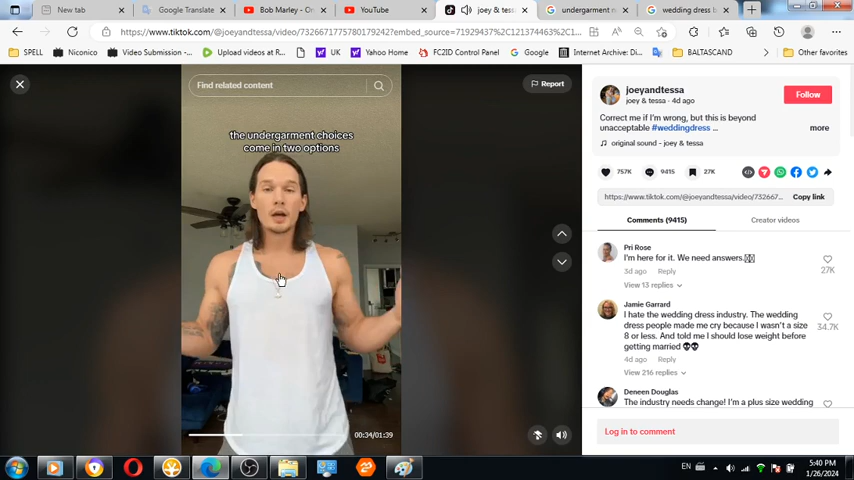 New tab
Google Translate
Bob Marley - O
YouTube
joey & tess
undergarment n
wedding dress b
https://www.tiktok.com/@joeyandtessa/video/7326671775780179242?embed_source=71929437%2C121374463%2C1...
SPELL
Niconico
Video Submission -...
Upload videos at R...
UK
Yahoo Home
FC2ID Control Panel
Google
Internet Archive: Di...
BALTASCAND
Other favorites
Find related content
Report
the undergarment choices
come in two options
00:34/01:39
joeyandtessa
joey & tessa · 4d ago
Follow
Correct me if I'm wrong, but this is beyond
unacceptable #weddingdress ...
more
original sound - joey & tessa
757K
9415
27K
https://www.tiktok.com/@joeyandtessa/video/732667...
Copy link
Comments (9415)
Creator videos
Pri Rose
I'm here for it. We need answers.
27K
3d ago
Reply
View 13 replies
Jamie Garrard
I hate the wedding dress industry. The wedding
dress people made me cry because I wasn't a size
8 or less. And told me I should lose weight before
getting married
34.7K
4d ago
Reply
View 216 replies
Deneen Douglas
The industry needs change! I'm a plus size wedding
Log in to comment
EN
5:40 PM
1/26/2024